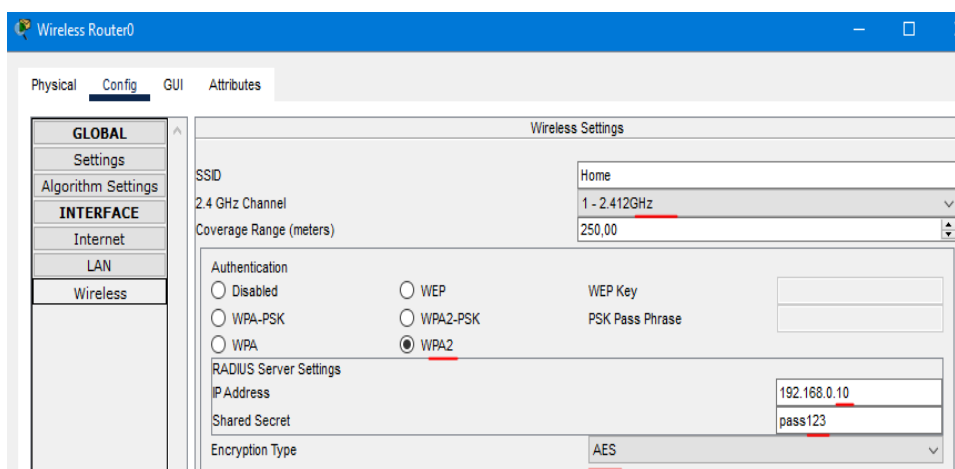 Wireless Router0
Physical Config GUI Attributes
GLOBAL
Settings
Algorithm Settings
INTERFACE
Internet
LAN
Wireless
Wireless Settings
SSID Home
2.4 GHz Channel 1 - 2.412GHz
Coverage Range (meters) 250,00
Authentication
Disabled WEP WEP Key
WPA-PSK WPA2-PSK PSK Pass Phrase
WPA WPA2
RADIUS Server Settings
IP Address 192.168.0.10
Shared Secret pass123
Encryption Type AES